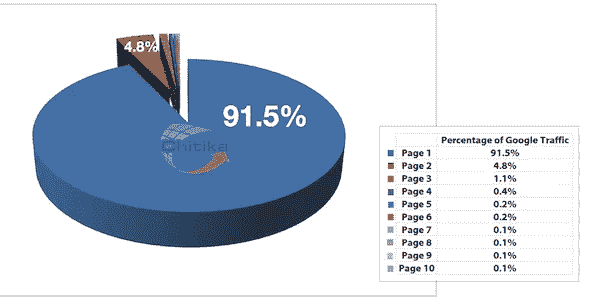 4.8%
91.5%
Chitika
Percentage of Google Traffic
Page 1 91.5%
Page 2 4.8%
Page 3 1.1%
Page 4 0.4%
Page 5 0.2%
Page 6 0.2%
Page 7 0.1%
Page 8 0.1%
Page 9 0.1%
Page 10 0.1%